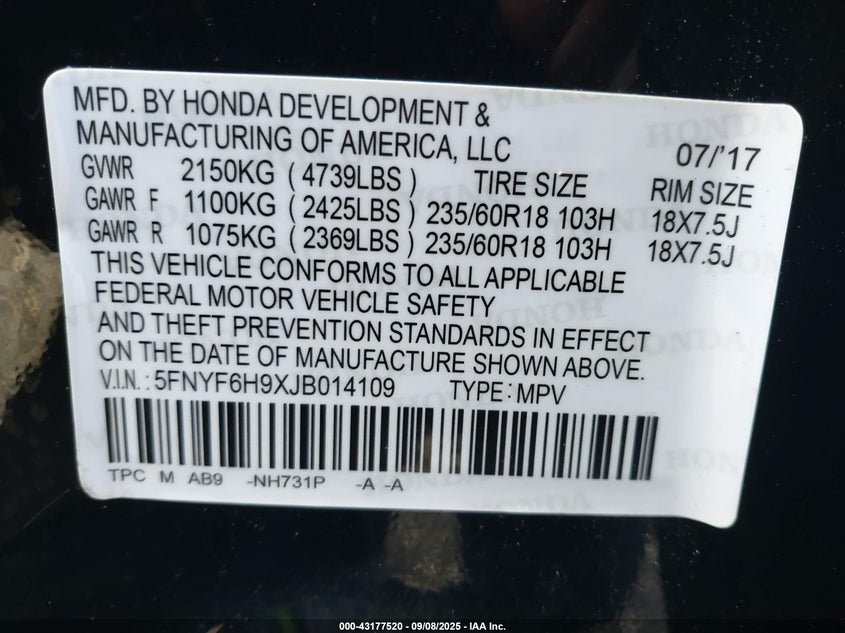 MFD. BY HONDA DEVELOPMENT &
MANUFACTURING OF AMERICA, LLC 07/'17
GVWR 2150KG (4739LBS) TIRE SIZE RIM SIZE
GAWR F 1100KG (2425LBS) 235/60R18 103H 18X7.5J
GAWR R 1075KG (2369LBS) 235/60R18 103H 18X7.5J
THIS VEHICLE CONFORMS TO ALL APPLICABLE
FEDERAL MOTOR VEHICLE SAFETY
AND THEFT PREVENTION STANDARDS IN EFFECT
ON THE DATE OF MANUFACTURE SHOWN ABOVE.
V.I.N.: 5FNYF6H9XJB014109 TYPE: MPV
TPC M AB9 -NH731P -A -A
000-43177520 - 09/08/2025 - IAA Inc.